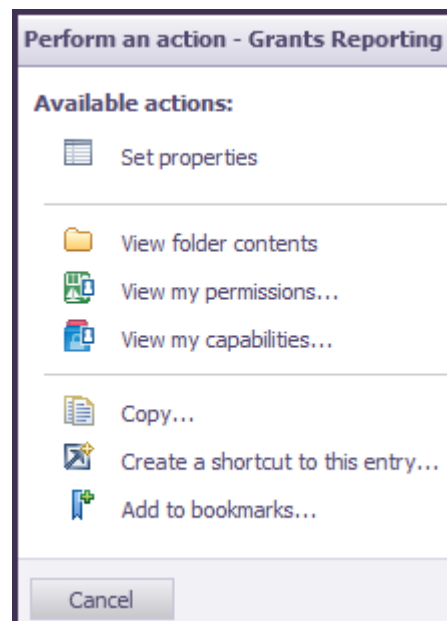 Perform an action - Grants Reporting
Available actions:
Set properties
View folder contents
View my permissions...
View my capabilities...
Copy...
Create a shortcut to this entry...
Add to bookmarks...
Cancel